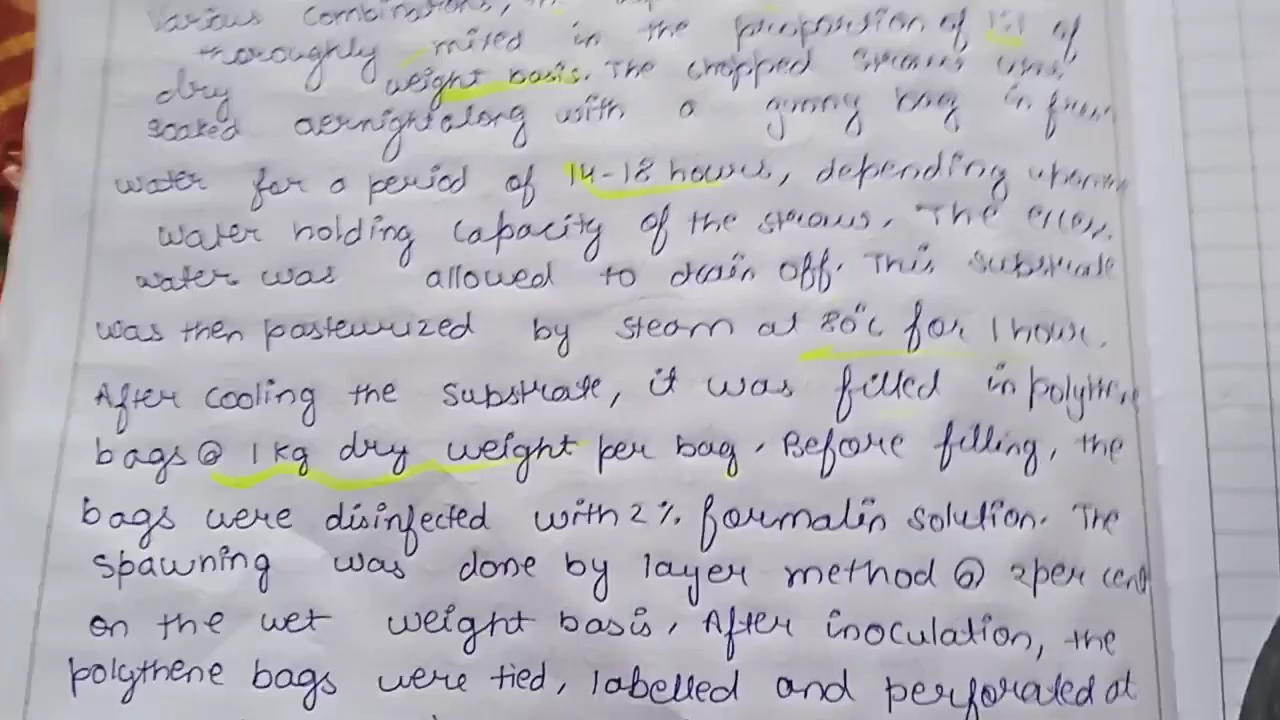 various combinations,
thoroughly mixed in the proportion of 1:1 of
dry weight basis. The chopped straws were
soaked overnight along with a gunny bag in fresh
water for a period of 14-18 hours, depending upon
water holding capacity of the straws. The excess
water was allowed to drain off. This substrate
was then pasteurized by steam at 80°C for 1 hour.
After cooling the substrate, it was filled in polythene
bags @ 1 kg dry weight per bag. Before filling, the
bags were disinfected with 2% formalin solution. The
spawning was done by layer method @ 2 per cent
on the wet weight basis. After inoculation, the
polythene bags were tied, labelled and perforated at